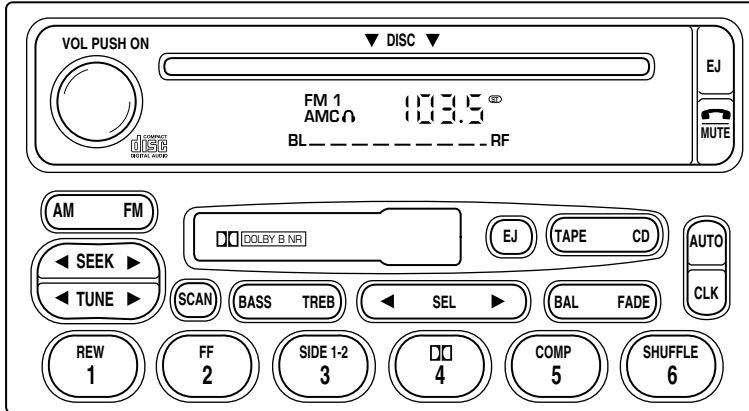 VOL PUSH ON
DISC
EJ
FM 1
AMC
103.5
ST
MUTE
BL
RF
COMPACT
disc
DIGITAL AUDIO
AM FM
DOLBY B NR
EJ
TAPE CD
AUTO
SEEK
TUNE
SCAN
BASS TREB
SEL
BAL FADE
CLK
REW
1
FF
2
SIDE 1-2
3
4
COMP
5
SHUFFLE
6